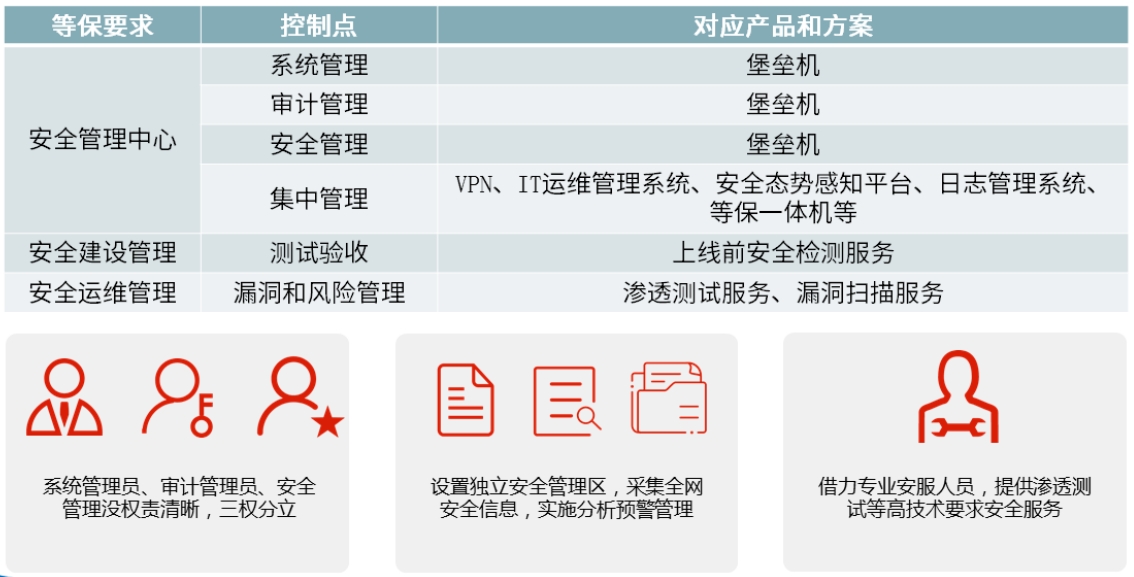 等保要求 控制点 对应产品和方案
安全管理中心
系统管理 堡垒机
审计管理 堡垒机
安全管理 堡垒机
集中管理 VPN、IT运维管理系统、安全态势感知平台、日志管理系统、
等保一体机等
安全建设管理 测试验收 上线前安全检测服务
安全运维管理 漏洞和风险管理 渗透测试服务、漏洞扫描服务
系统管理员、审计管理员、安全
管理没权责清晰，三权分立
设置独立安全管理区，采集全网
安全信息，实施分析预警管理
借力专业安服人员，提供渗透测
试等高技术要求安全服务